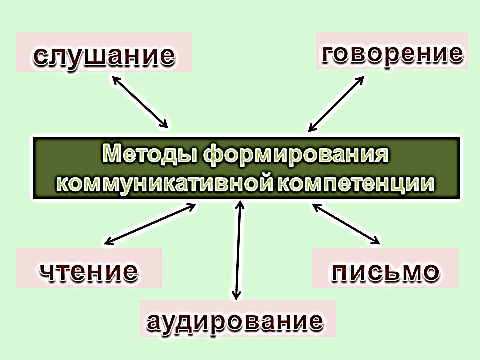 слушание
говорение
Методы формирования
коммуникативной компетенции
чтение
письмо
аудирование